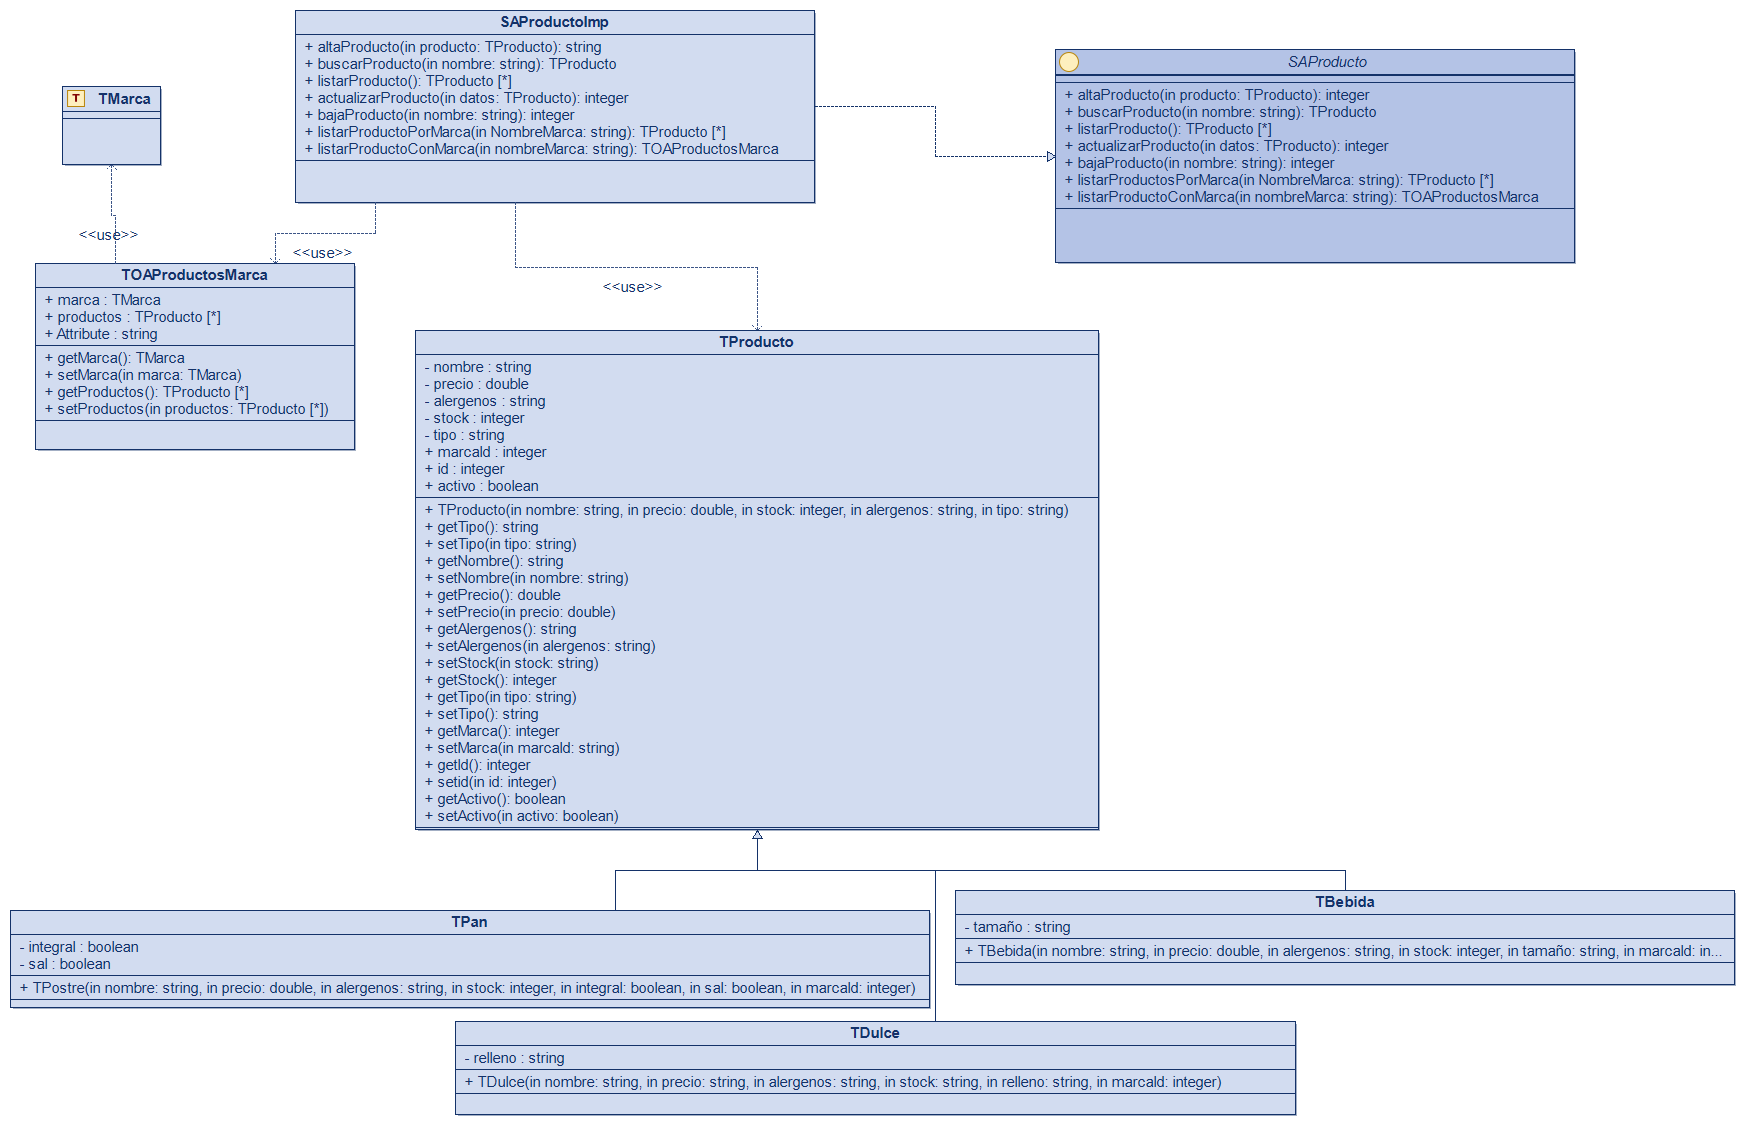 SAProductoImp
+ altaProducto(in producto: TProducto): string
+ buscarProducto(in nombre: string): TProducto
+ listarProducto(): TProducto [*]
+ actualizarProducto(in datos: TProducto): integer
+ bajaProducto(in nombre: string): integer
+ listarProductoPorMarca(in NombreMarca: string): TProducto [*]
+ listarProductoConMarca(in nombreMarca: string): TOAProductosMarca
SAProducto
+ altaProducto(in producto: TProducto): integer
+ buscarProducto(in nombre: string): TProducto
+ listarProducto(): TProducto [*]
+ actualizarProducto(in datos: TProducto): integer
+ bajaProducto(in nombre: string): integer
+ listarProductosPorMarca(in NombreMarca: string): TProducto [*]
+ listarProductoConMarca(in nombreMarca: string): TOAProductosMarca
T TMarca
<<use>>
<<use>>
<<use>>
TOAProductosMarca
+ marca : TMarca
+ productos : TProducto [*]
+ Attribute : string
+ getMarca(): TMarca
+ setMarca(in marca: TMarca)
+ getProductos(): TProducto [*]
+ setProductos(in productos: TProducto [*])
TProducto
- nombre : string
- precio : double
- alergenos : string
- stock : integer
- tipo : string
+ marcaId : integer
+ id : integer
+ activo : boolean
+ TProducto(in nombre: string, in precio: double, in stock: integer, in alergenos: string, in tipo: string)
+ getTipo(): string
+ setTipo(in tipo: string)
+ getNombre(): string
+ setNombre(in nombre: string)
+ getPrecio(): double
+ setPrecio(in precio: double)
+ getAlergenos(): string
+ setAlergenos(in alergenos: string)
+ setStock(in stock: string)
+ getStock(): integer
+ getTipo(in tipo: string)
+ setTipo(): string
+ getMarca(): integer
+ setMarca(in marcaId: string)
+ getId(): integer
+ setid(in id: integer)
+ getActivo(): boolean
+ setActivo(in activo: boolean)
TPan
- integral : boolean
- sal : boolean
+ TPostre(in nombre: string, in precio: double, in alergenos: string, in stock: integer, in integral: boolean, in sal: boolean, in marcaId: integer)
TBebida
- tamaño : string
+ TBebida(in nombre: string, in precio: double, in alergenos: string, in stock: integer, in tamaño: string, in marcaId: in...
TDulce
- relleno : string
+ TDulce(in nombre: string, in precio: string, in alergenos: string, in stock: string, in relleno: string, in marcaId: integer)